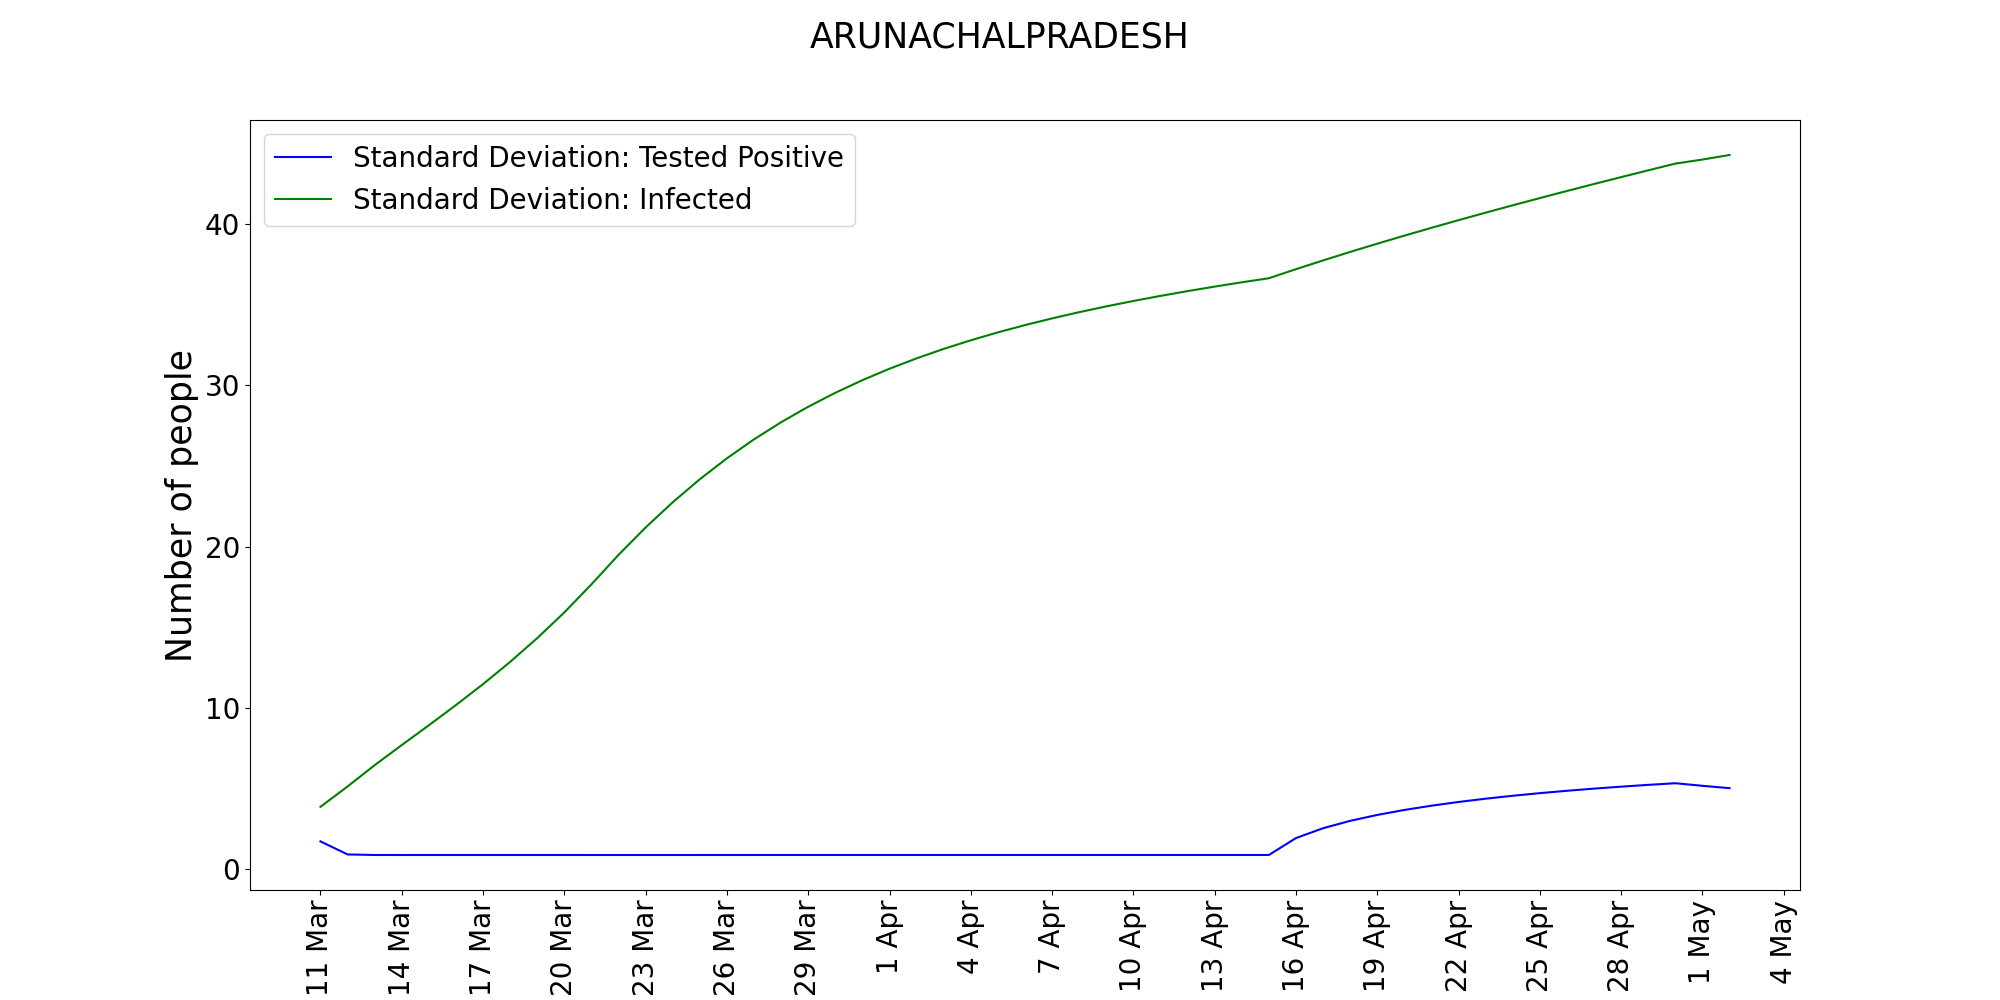 ARUNACHALPRADESH
Standard Deviation: Tested Positive
Standard Deviation: Infected
Number of people
40
30
20
10
0
11 Mar
14 Mar
17 Mar
20 Mar
23 Mar
26 Mar
29 Mar
1 Apr
4 Apr
7 Apr
10 Apr
13 Apr
16 Apr
19 Apr
22 Apr
25 Apr
28 Apr
1 May
4 May